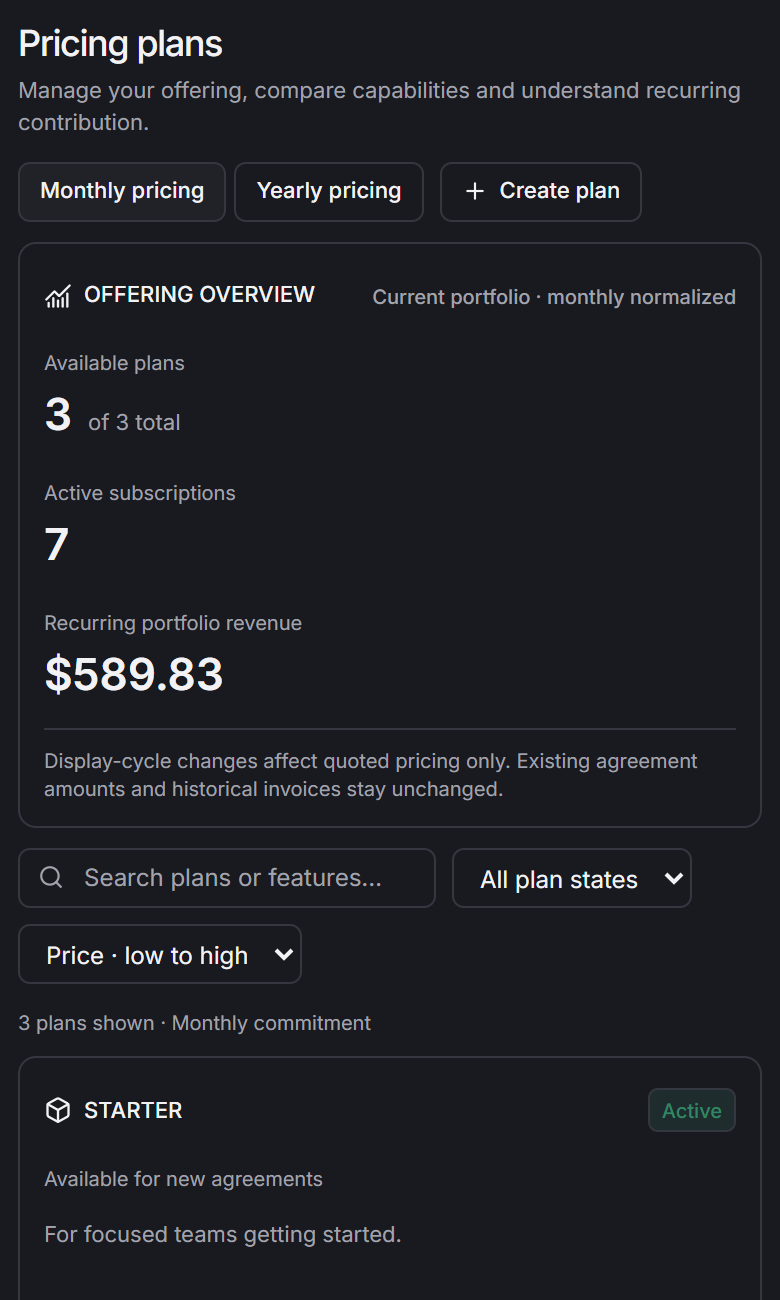 Pricing plans
Manage your offering, compare capabilities and understand recurring
contribution.
Monthly pricing
Yearly pricing
Create plan
OFFERING OVERVIEW
Current portfolio · monthly normalized
Available plans
3 of 3 total
Active subscriptions
7
Recurring portfolio revenue
$589.83
Display-cycle changes affect quoted pricing only. Existing agreement
amounts and historical invoices stay unchanged.
Search plans or features...
All plan states
Price · low to high
3 plans shown · Monthly commitment
STARTER
Active
Available for new agreements
For focused teams getting started.